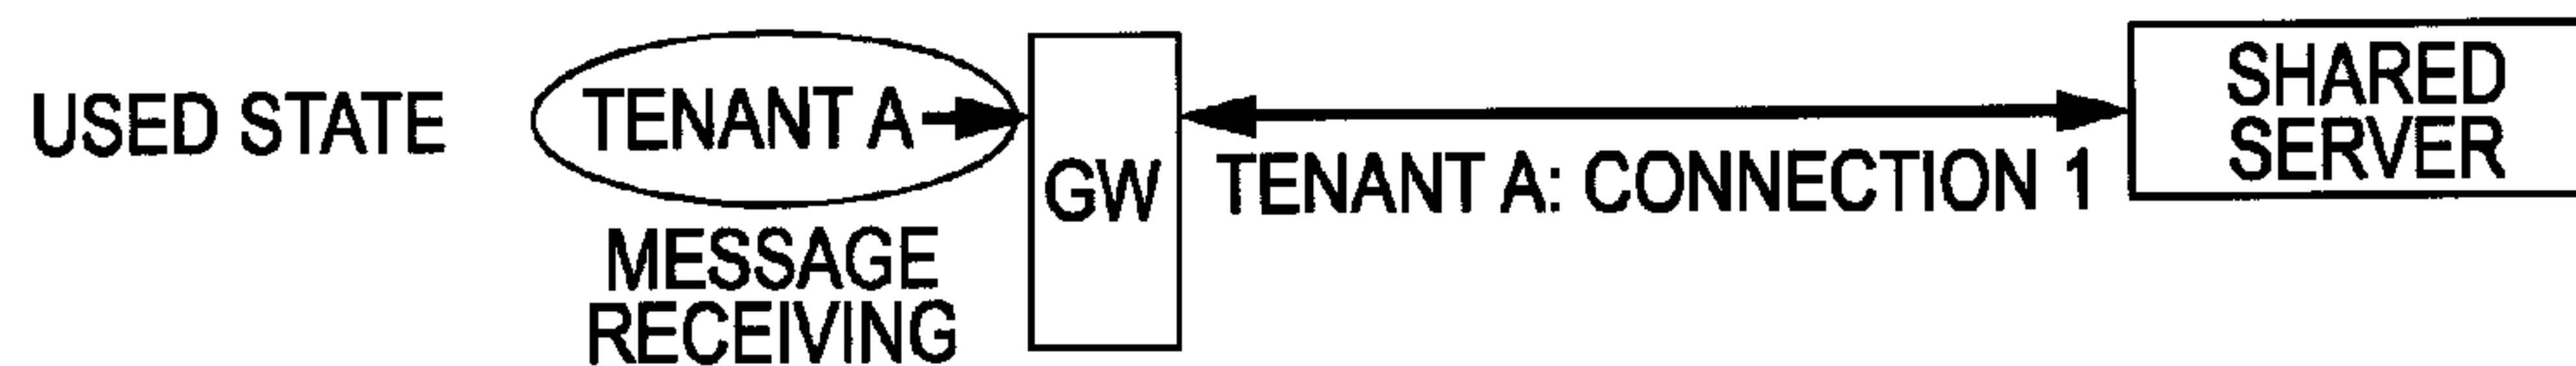 USED STATE
TENANT A
MESSAGE
RECEIVING
GW
TENANT A: CONNECTION 1
SHARED
SERVER